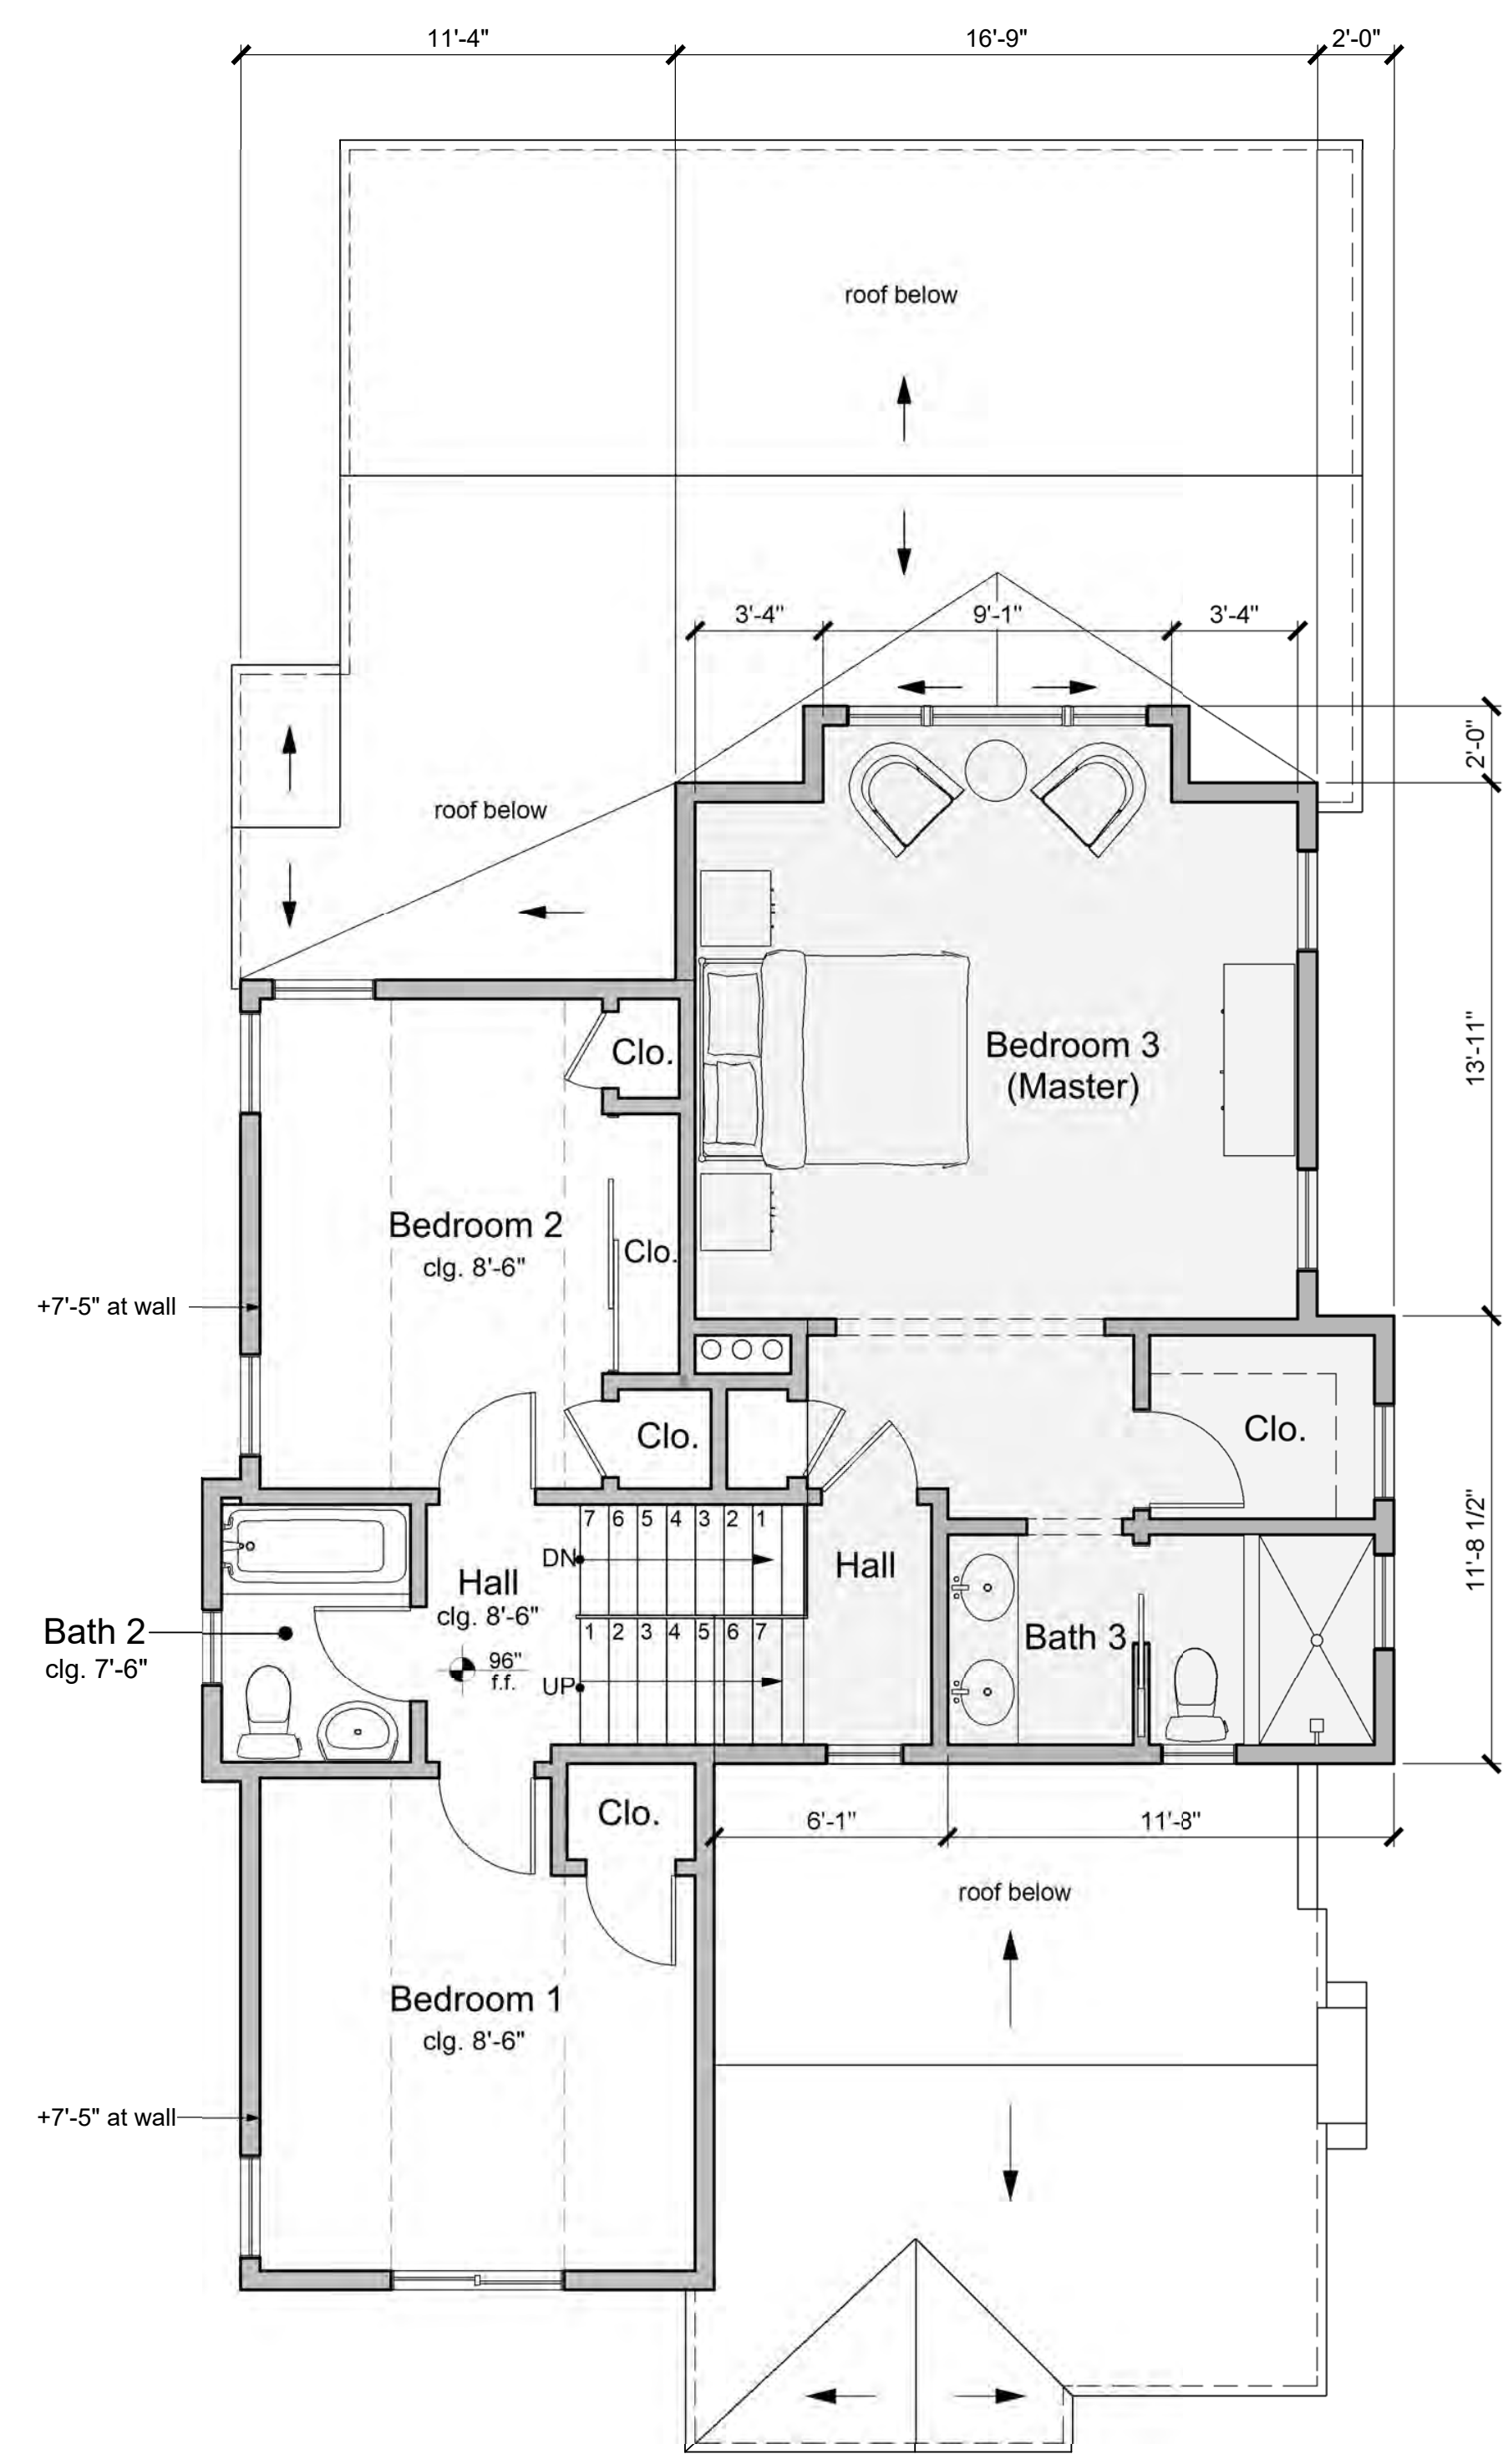 11'-4" 16'-9" 2'-0"
roof below
3'-4" 9'-1" 3'-4"
2'-0"
roof below
Clo.
Bedroom 3
(Master)
13'-11"
Bedroom 2
clg. 8'-6"
Clo.
+7'-5" at wall
Clo.
Clo.
7 6 5 4 3 2 1
DN
Hall
clg. 8'-6"
Hall
11'-8 1/2"
Bath 2
clg. 7'-6"
1 2 3 4 5 6 7
Bath 3
96"
f.f.
UP
Clo.
6'-1" 11'-8"
roof below
Bedroom 1
clg. 8'-6"
+7'-5" at wall